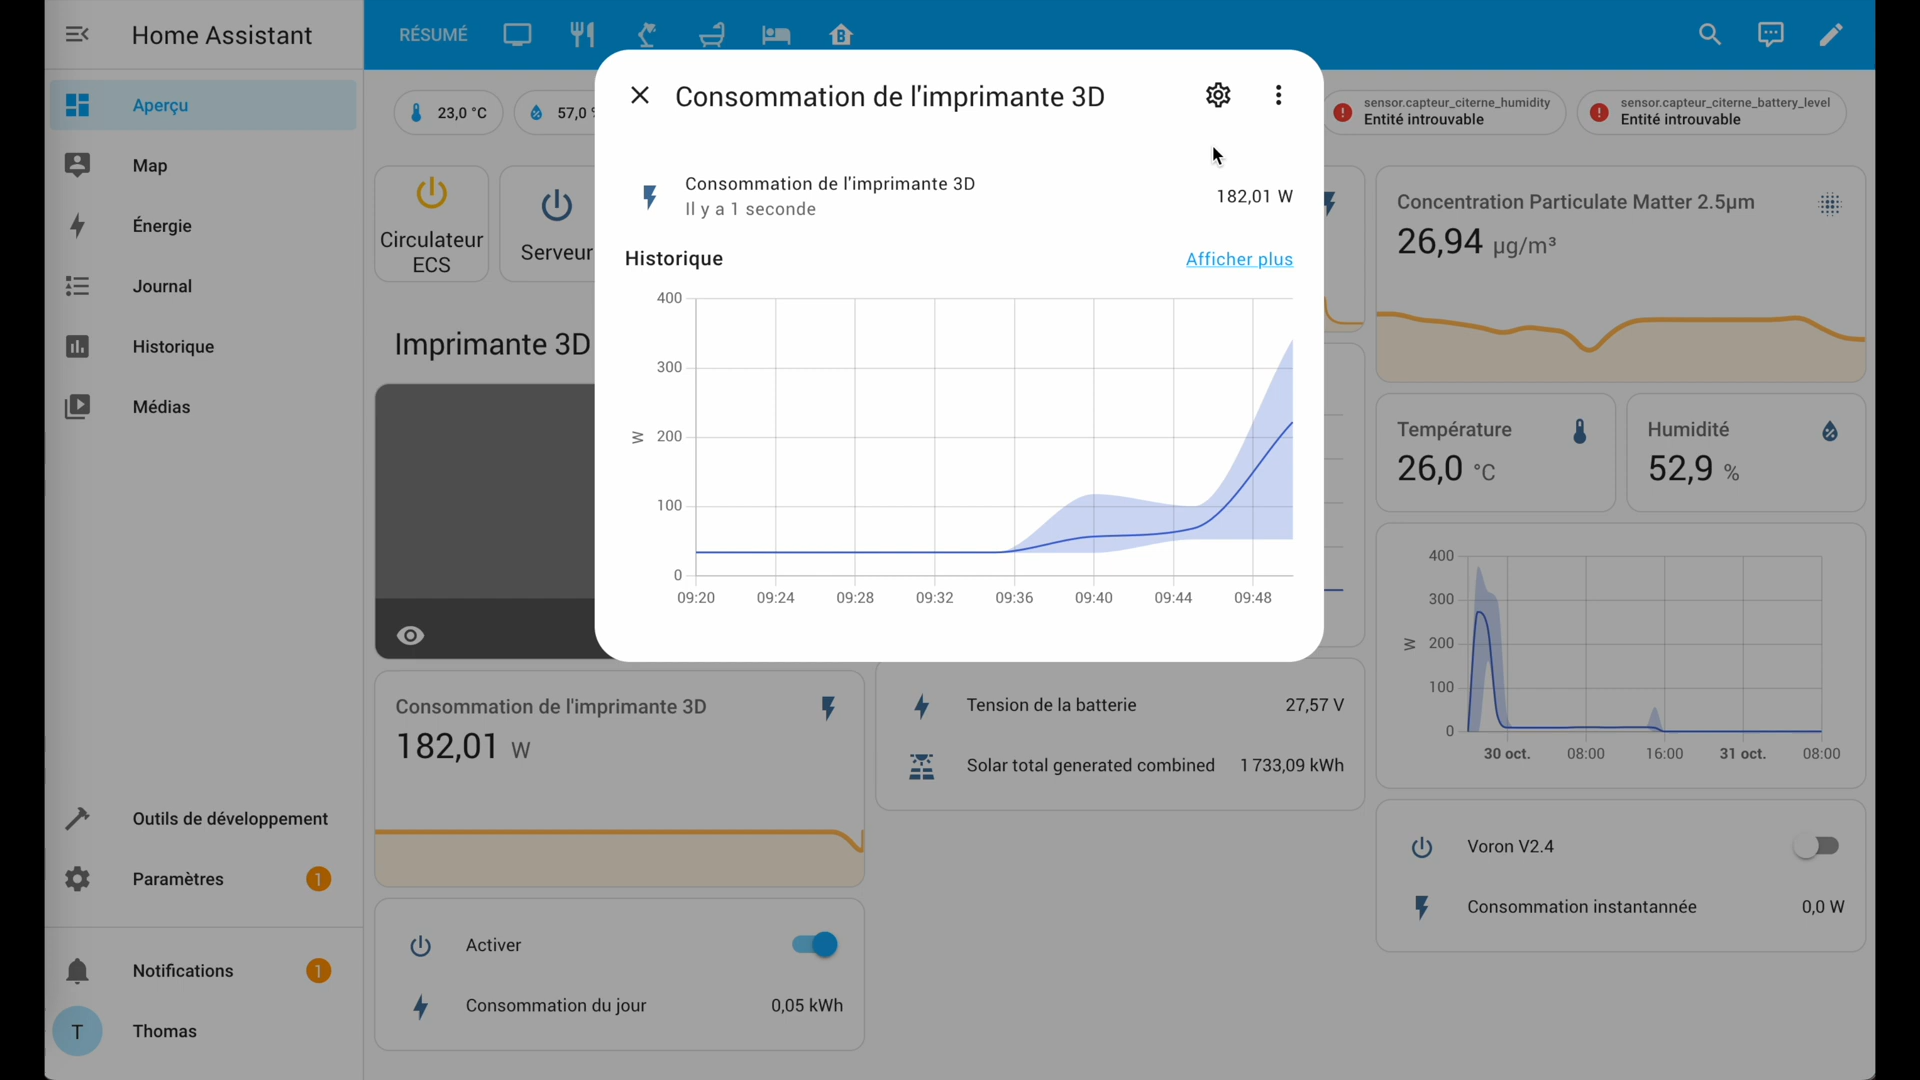 Home Assistant
RÉSUMÉ
Aperçu
Map
Énergie
Journal
Historique
Médias
Outils de développement
Paramètres 1
Notifications 1
T Thomas
23,0 °C
57,0
sensor.capteur_citerne_humidity
Entité introuvable
sensor.capteur_citerne_battery_level
Entité introuvable
Circulateur
ECS
Serveur
Imprimante 3D
Consommation de l'imprimante 3D
Consommation de l'imprimante 3D
Il y a 1 seconde
182,01 W
Historique
Afficher plus
400
300
200
100
0
W
09:20 09:24 09:28 09:32 09:36 09:40 09:44 09:48
Consommation de l'imprimante 3D
182,01 W
Activer
Consommation du jour 0,05 kWh
Tension de la batterie 27,57 V
Solar total generated combined 1 733,09 kWh
Concentration Particulate Matter 2.5μm
26,94 μg/m³
Température
26,0 °C
Humidité
52,9 %
400
300
200
100
0
W
30 oct. 08:00 16:00 31 oct. 08:00
Voron V2.4
Consommation instantannée 0,0 W